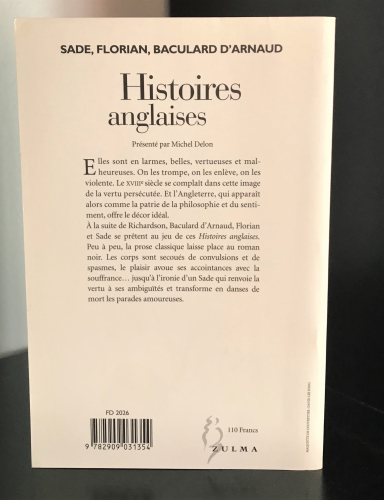 SADE, FLORIAN, BACULARD D'ARNAUD
Histoires
anglaises
Présenté par Michel Delon
Elles sont en larmes, belles, vertueuses et mal-
heureuses. On les trompe, on les enlève, on les
violente. Le XVIIIᵉ siècle se complaît dans cette image
de la vertu persécutée. Et l'Angleterre, qui apparaît
alors comme la patrie de la philosophie et du senti-
ment, offre le décor idéal.
À la suite de Richardson, Baculard d'Arnaud, Florian
et Sade se prêtent au jeu de ces Histoires anglaises.
Peu à peu, la prose classique laisse place au roman
noir. Les corps sont secoués de convulsions et de
spasmes, le plaisir avoue ses accointances avec la
souffrance... jusqu'à l'ironie d'un Sade qui renvoie la
vertu à ses ambiguïtés et transforme en danses de
mort les parades amoureuses.
FD 2026
9 782909 031354
110 Francs
ZULMA